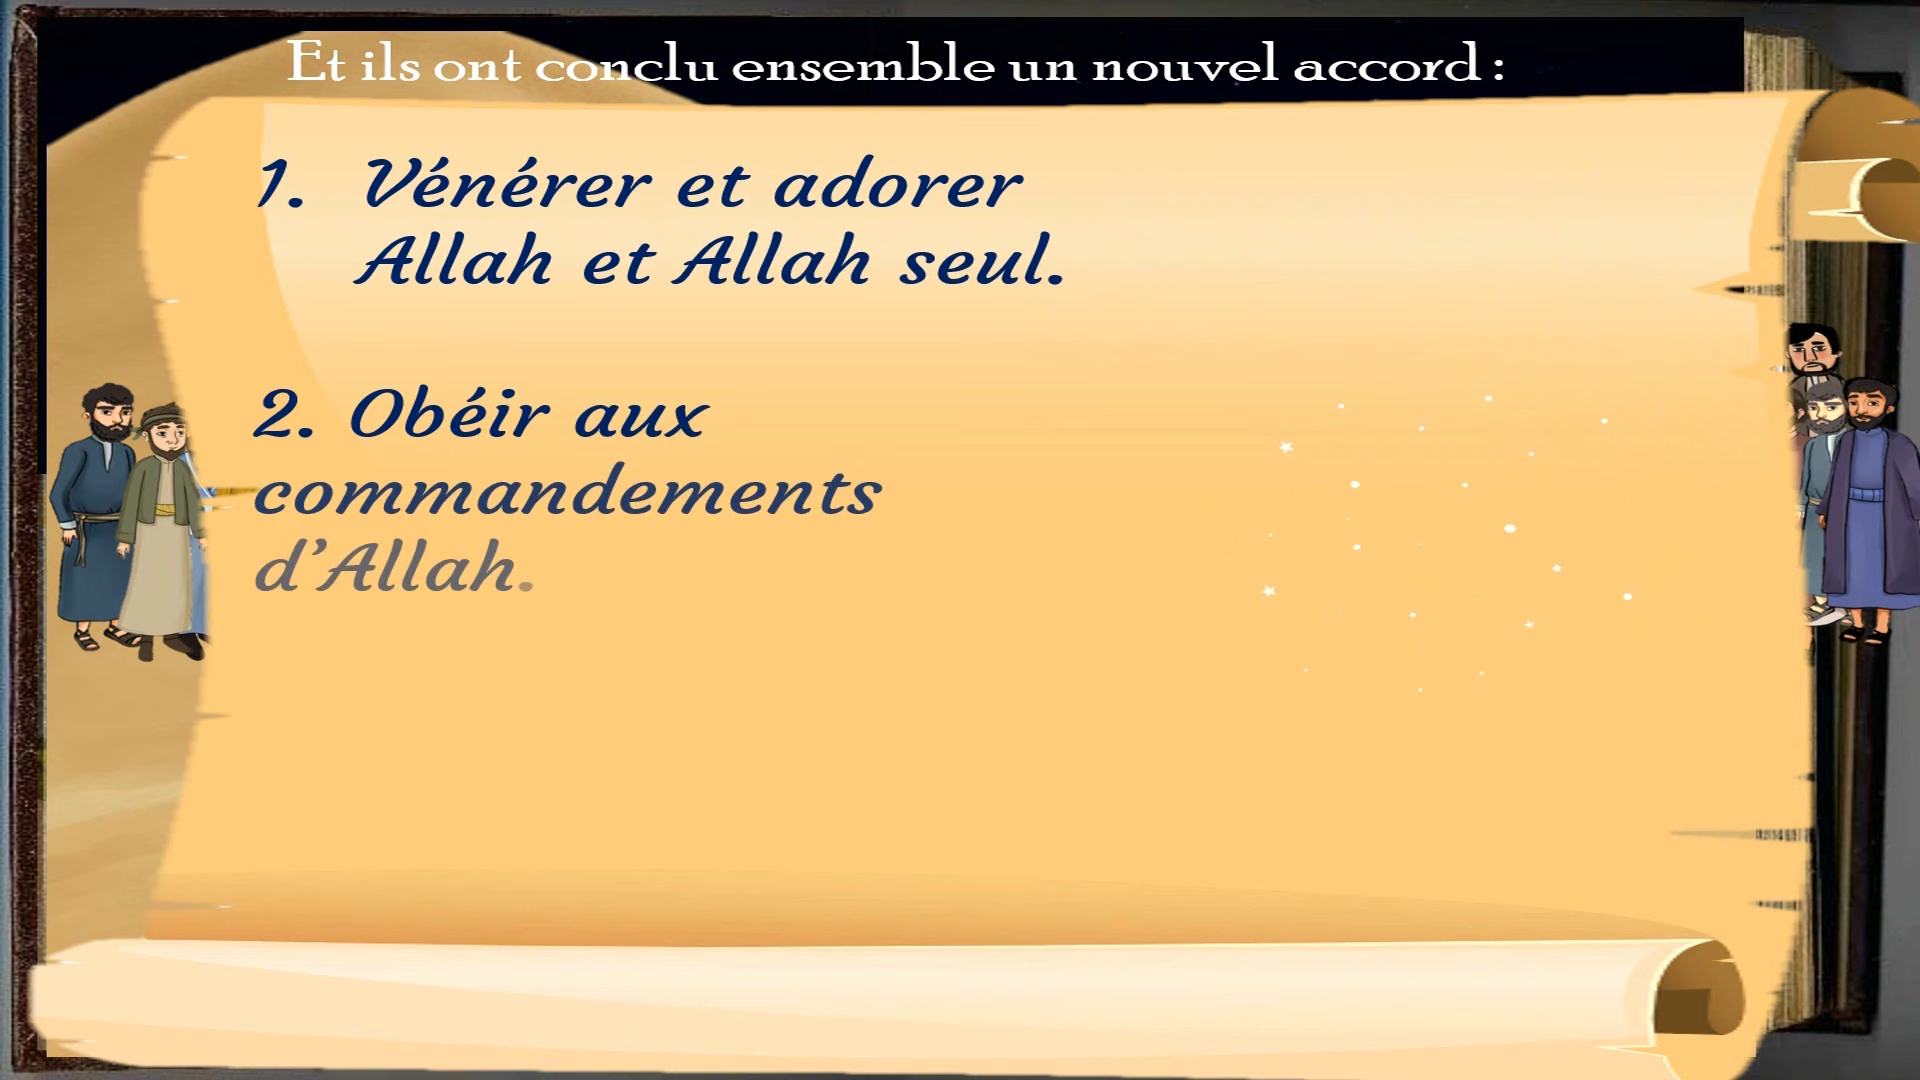 Et ils ont conclu ensemble un nouvel accord :
1. Vénérer et adorer
Allah et Allah seul.
2. Obéir aux
commandements
d’Allah.